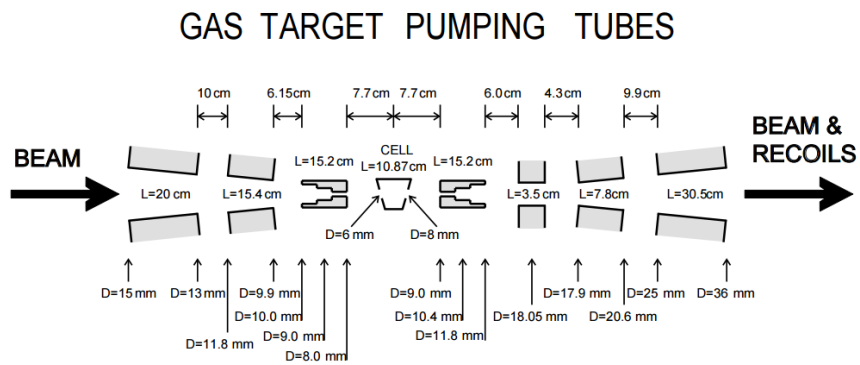 GAS TARGET PUMPING TUBES
10 cm
6.15 cm
7.7 cm
7.7 cm
6.0 cm
4.3 cm
9.9 cm
BEAM
BEAM &
RECOILS
L=20 cm
L=15.4 cm
L=15.2 cm
CELL
L=10.87cm
L=15.2 cm
L=3.5 cm
L=7.8cm
L=30.5cm
D=6 mm
D=8 mm
D=15 mm
D=13 mm
D=11.8 mm
D=9.9 mm
D=10.0 mm
D=9.0 mm
D=8.0 mm
D=9.0 mm
D=10.4 mm
D=11.8 mm
D=18.05 mm
D=17.9 mm
D=20.6 mm
D=25 mm
D=36 mm